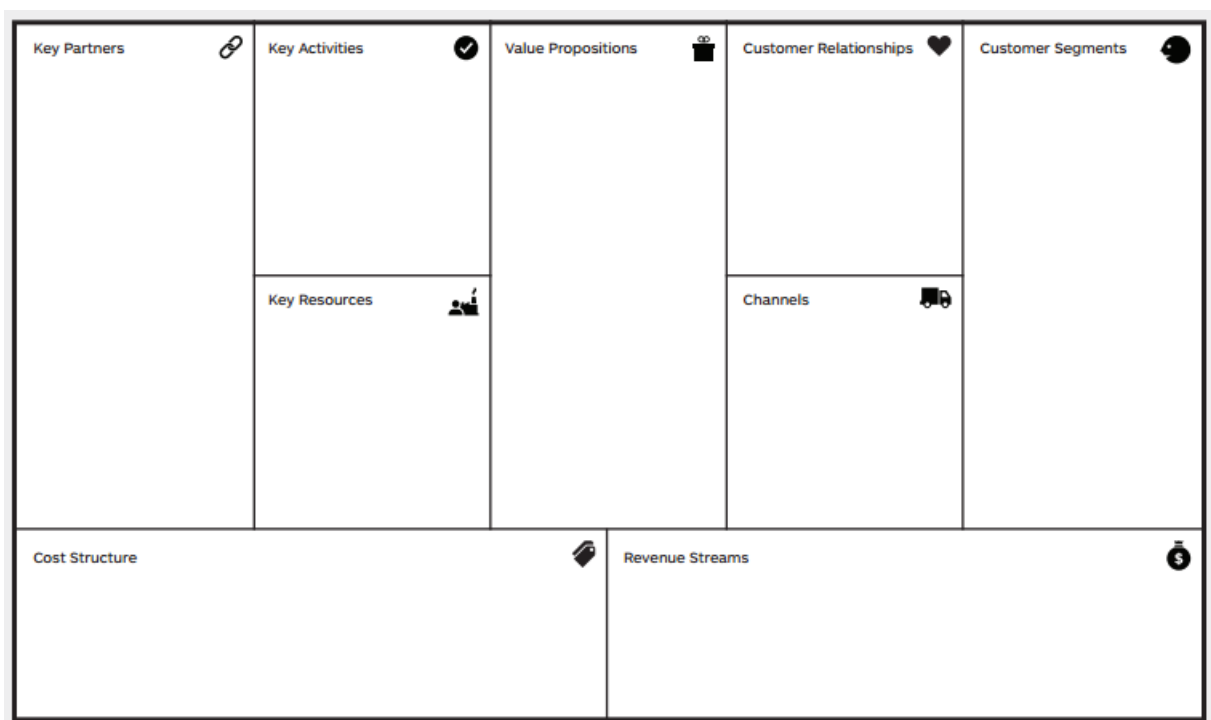 Key Partners
Key Activities
Value Propositions
Customer Relationships
Customer Segments
Key Resources
Channels
Cost Structure
Revenue Streams
$